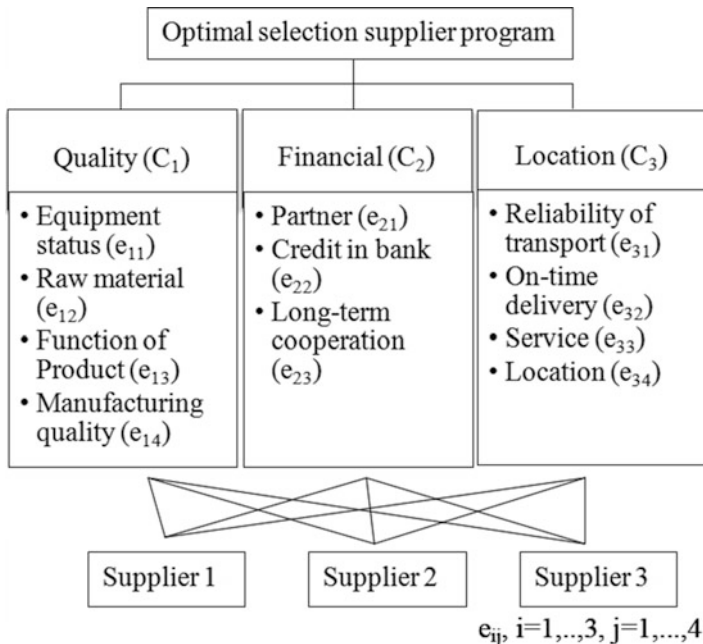 Optimal selection supplier program
Quality (C₁)
• Equipment
status (e₁₁)
• Raw material
(e₁₂)
• Function of
Product (e₁₃)
• Manufacturing
quality (e₁₄)
Financial (C₂)
• Partner (e₂₁)
• Credit in bank
(e₂₂)
• Long-term
cooperation
(e₂₃)
Location (C₃)
• Reliability of
transport (e₃₁)
• On-time
delivery (e₃₂)
• Service (e₃₃)
• Location (e₃₄)
Supplier 1
Supplier 2
Supplier 3
eᵢⱼ, i=1,..,3, j=1,...,4